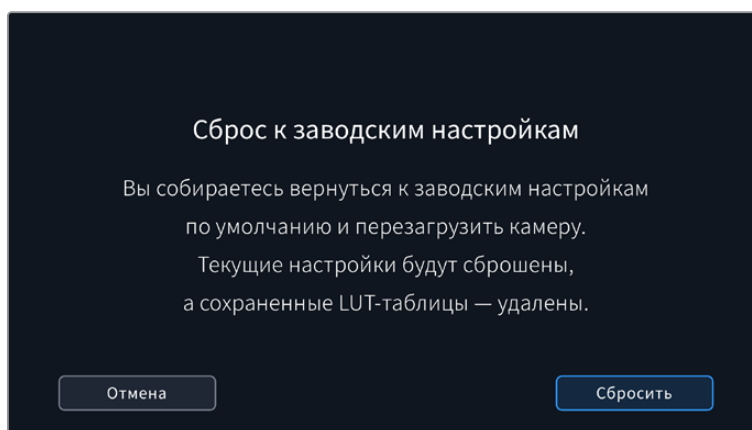 Сброс к заводским настройкам
Вы собираетесь вернуться к заводским настройкам
по умолчанию и перезагрузить камеру.
Текущие настройки будут сброшены,
а сохраненные LUT-таблицы — удалены.
Отмена
Сбросить